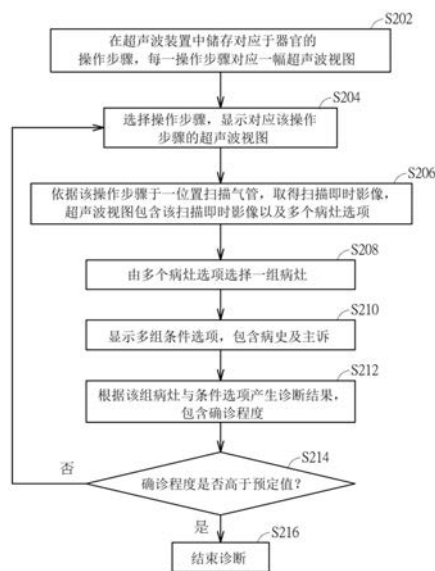 S202
在超声波装置中储存对应于器官的
操作步骤，每一操作步骤对应一幅超声波视图
S204
选择操作步骤，显示对应该操作
步骤的超声波视图
S206
依据该操作步骤于一位置扫描气管，取得扫描即时影像，
超声波视图包含该扫描即时影像以及多个病灶选项
S208
由多个病灶选项选择一组病灶
S210
显示多组条件选项，包含病史及主诉
S212
根据该组病灶与条件选项产生诊断结果，
包含确诊程度
S214
确诊程度是否高于预定值？
否
是
S216
结束诊断